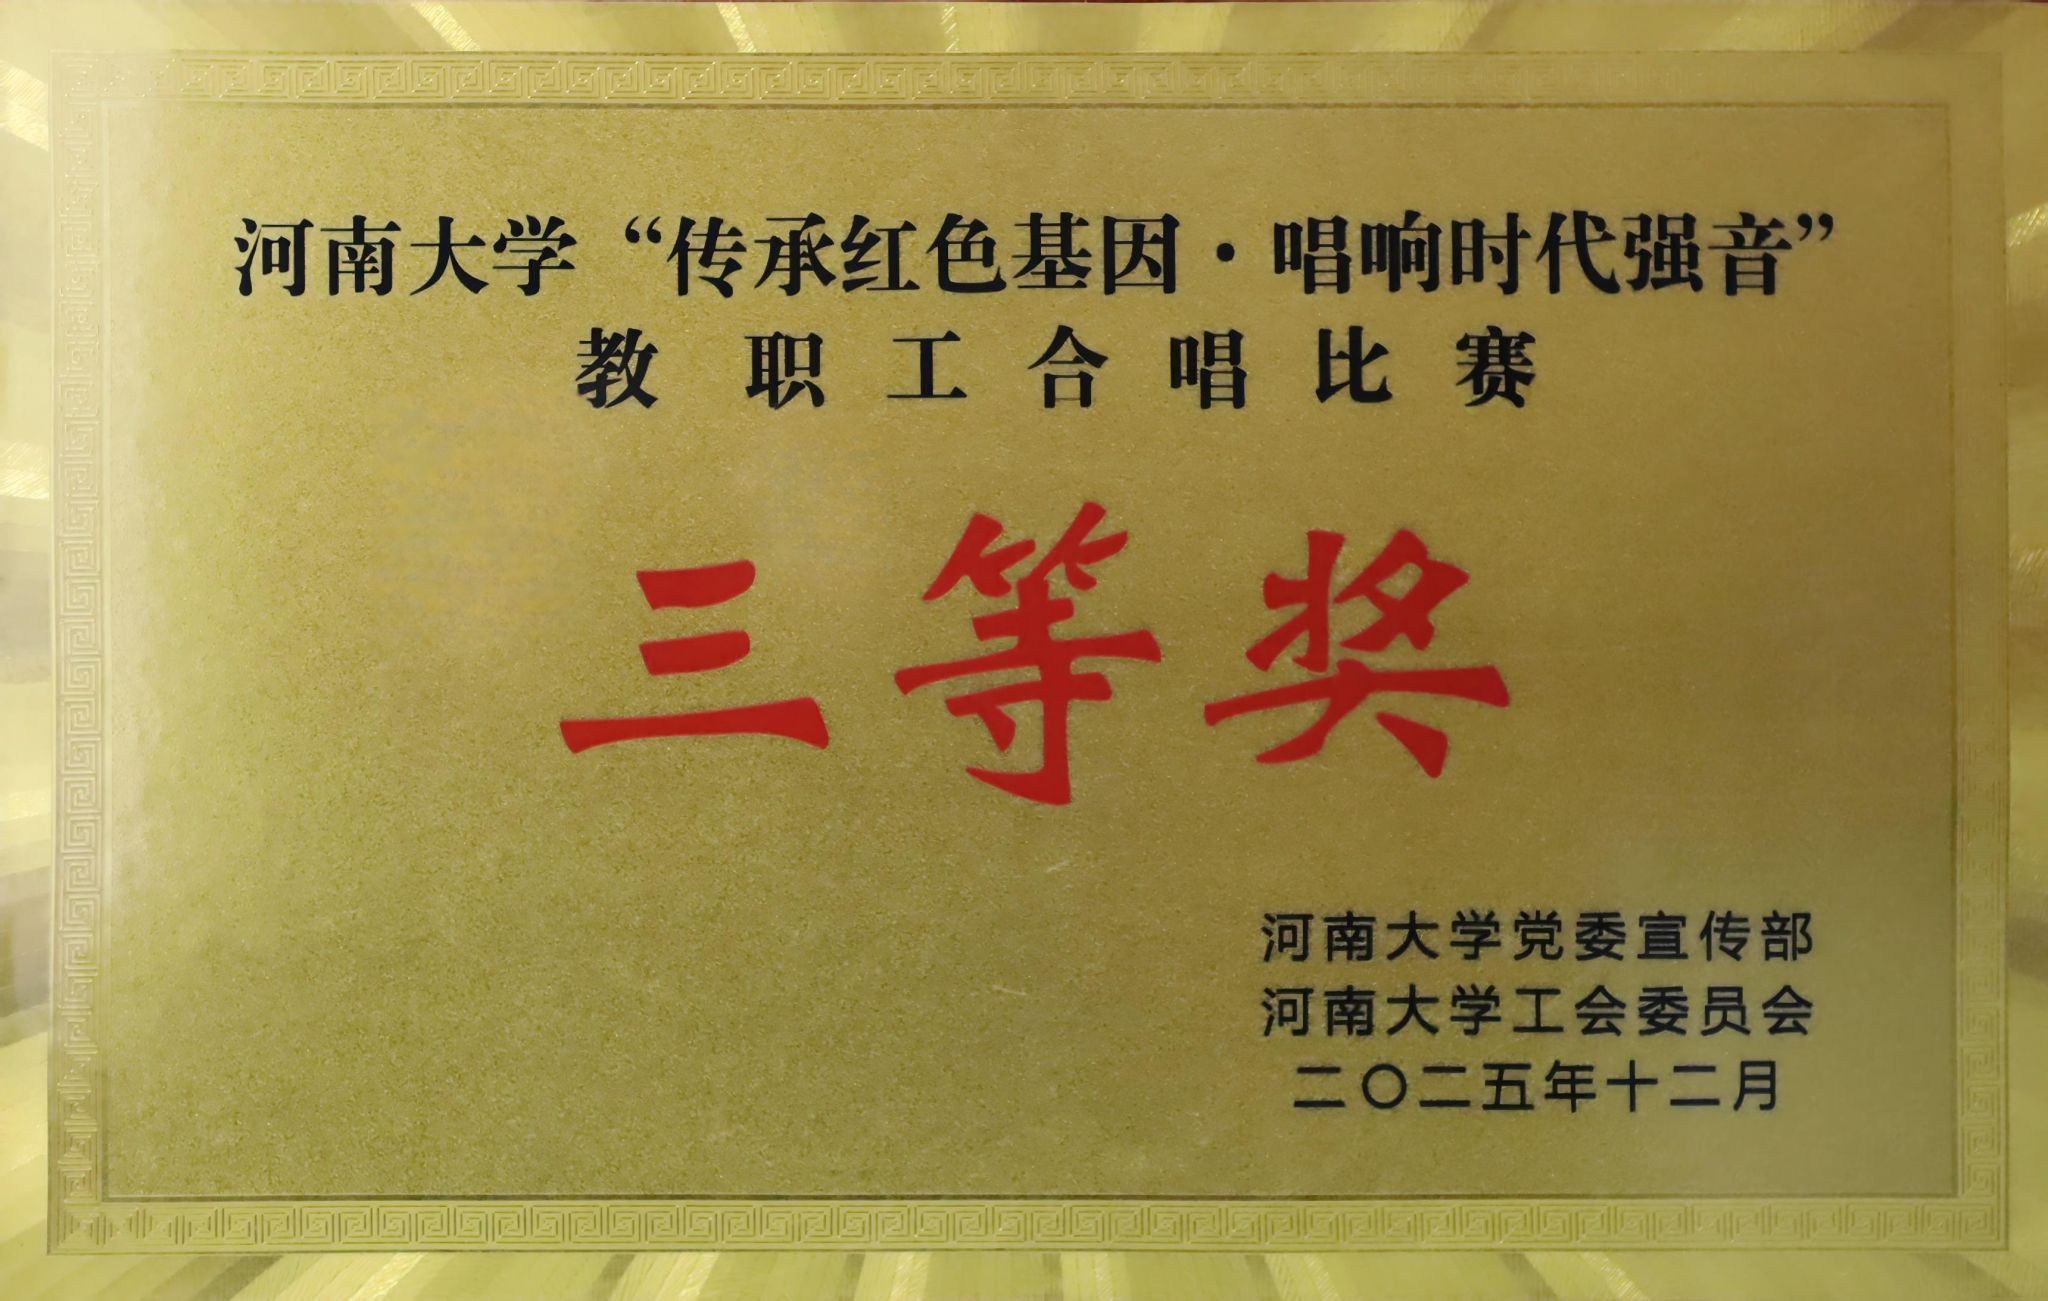 河南大学“传承红色基因·唱响时代强音”
教职工合唱比赛
三等奖
河南大学党委宣传部
河南大学工会委员会
二〇二五年十二月